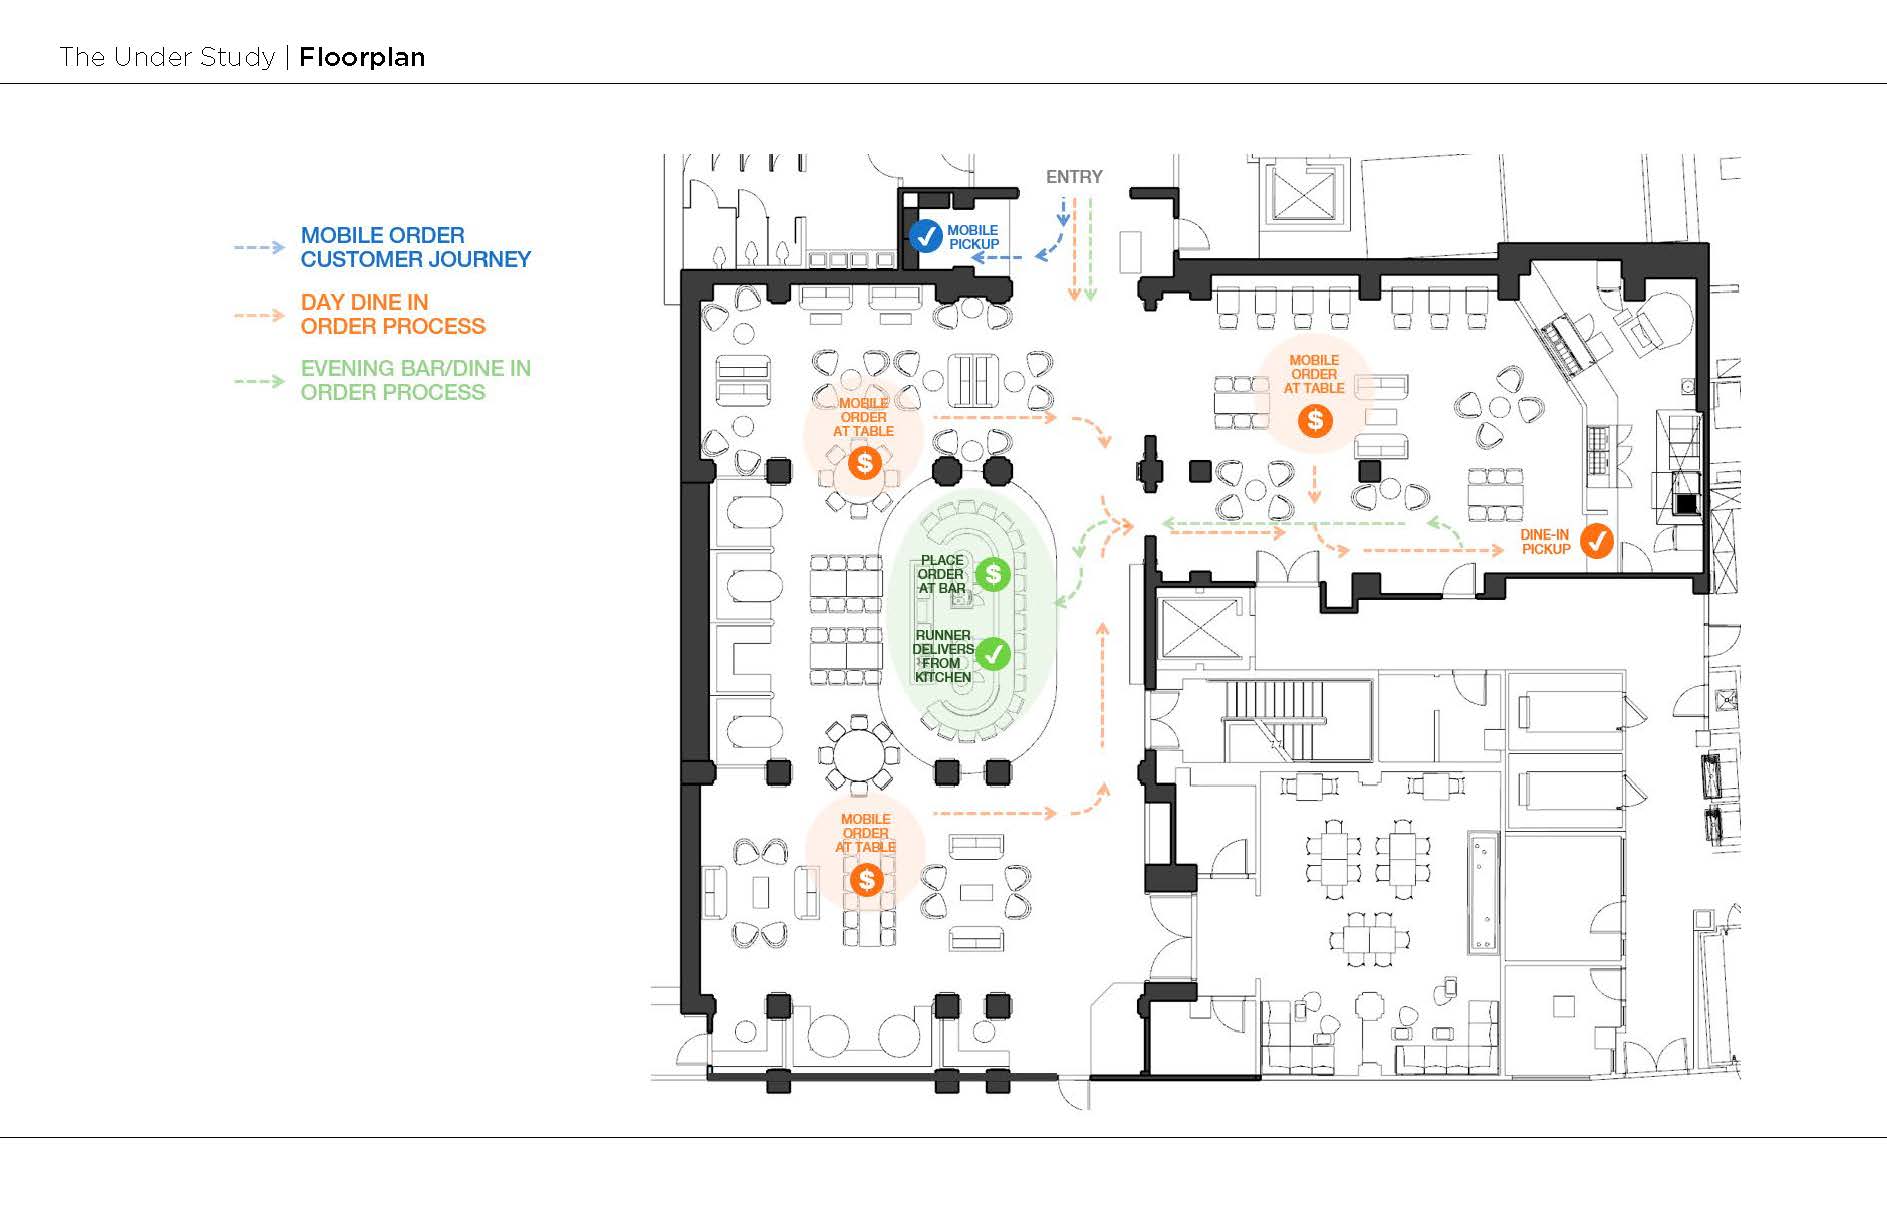 The Under Study | Floorplan
MOBILE ORDER
CUSTOMER JOURNEY
DAY DINE IN
ORDER PROCESS
EVENING BAR/DINE IN
ORDER PROCESS
ENTRY
MOBILE
PICKUP
MOBILE
ORDER
AT TABLE
$
MOBILE
ORDER
AT TABLE
$
DINE-IN
PICKUP
PLACE
ORDER
AT BAR
$
RUNNER
DELIVERS
FROM
KITCHEN
MOBILE
ORDER
AT TABLE
$